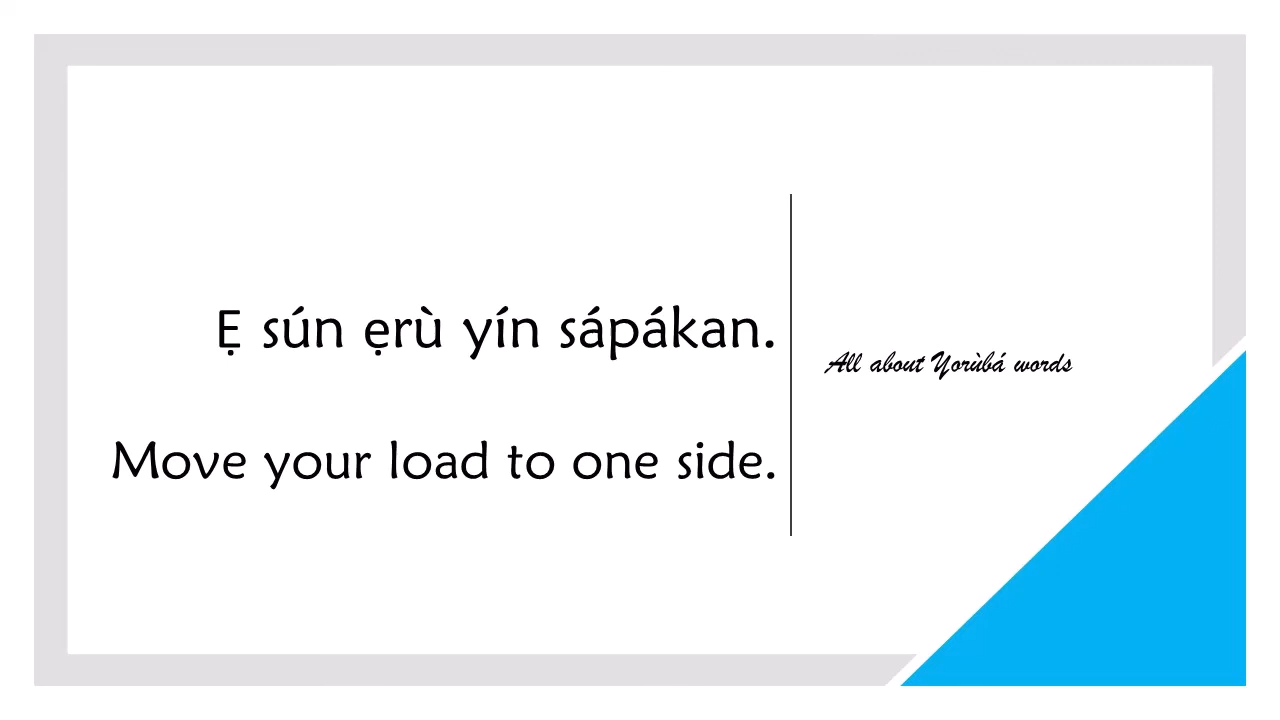 Ẹ sún ẹrù yín sápákan.
Move your load to one side.
All about Yorùbá words